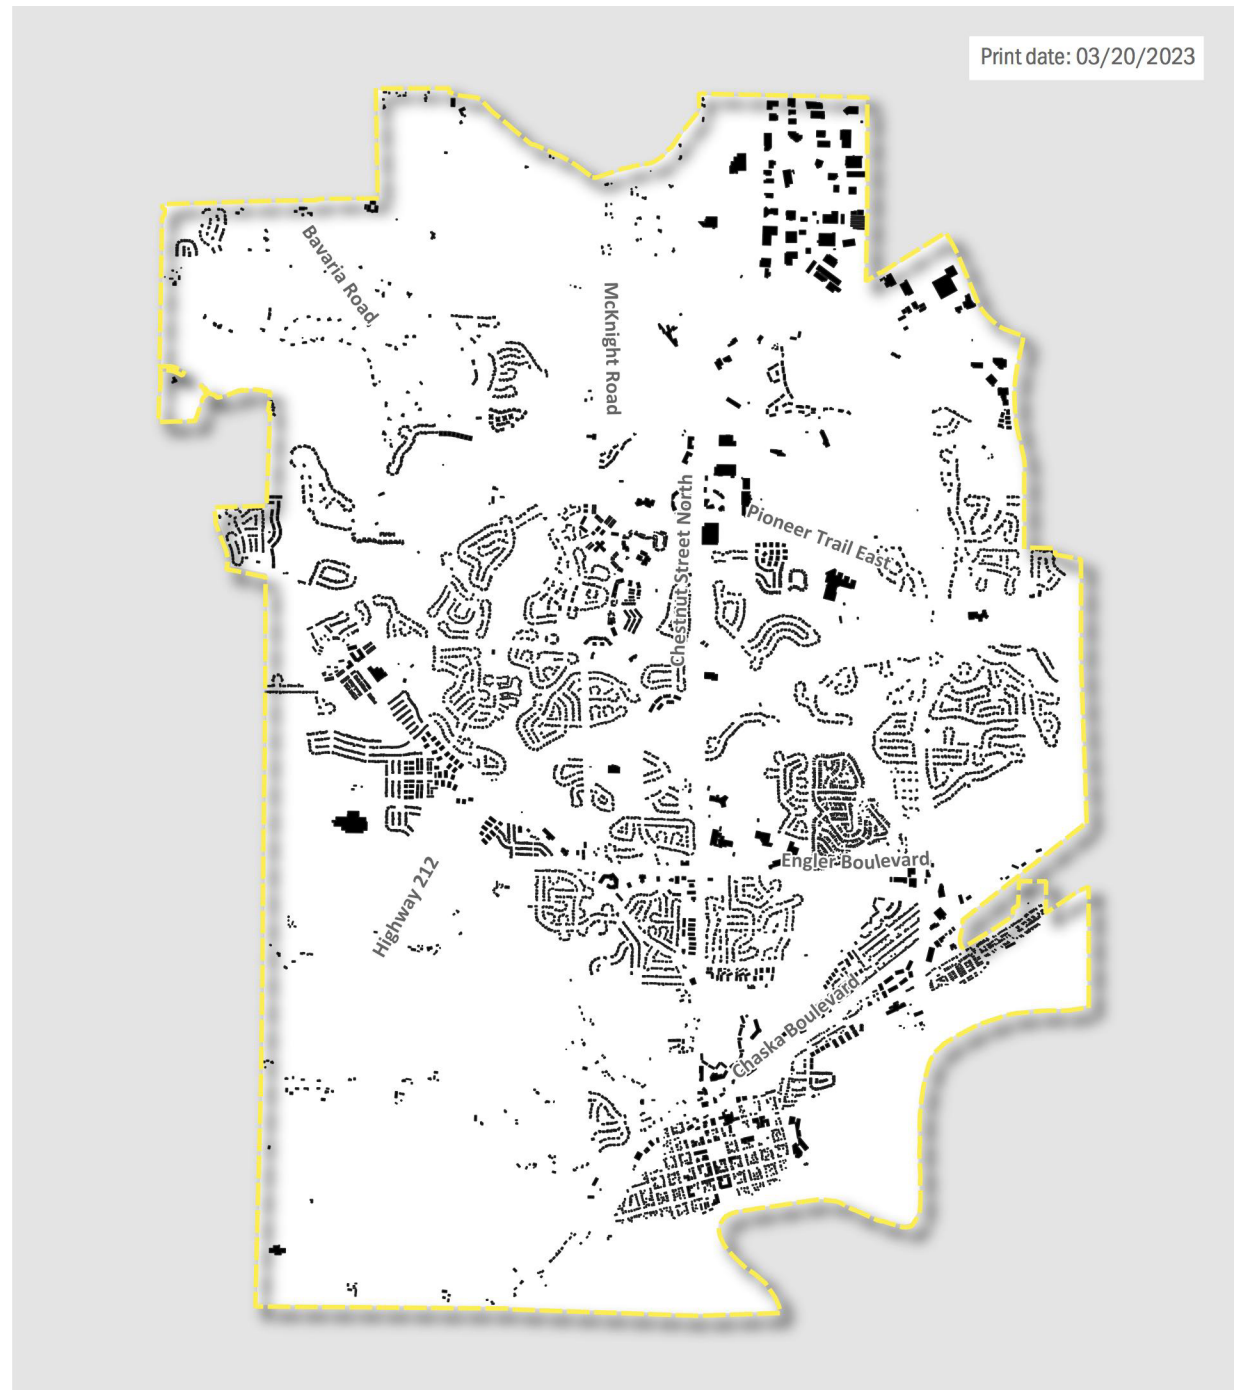 Print date: 03/20/2023
Bavaria Road
McKnight Road
Chestnut Street North
Pioneer Trail East
Engler Boulevard
Highway 212
Chaska Boulevard